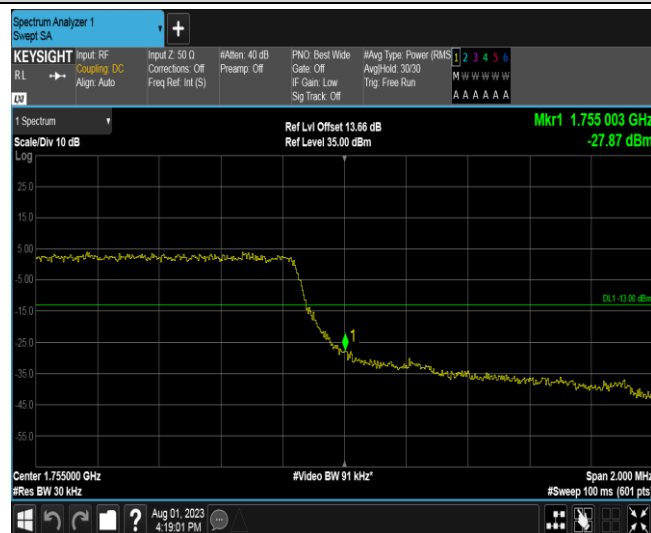 Spectrum Analyzer 1
Swept SA
+
KEYSIGHT Input: RF
RL Coupling: DC
Align: Auto
Input Z: 50 Ω
Corrections: Off
Freq Ref: Int (S)
#Atten: 40 dB
Preamp: Off
PNO: Best Wide
Gate: Off
IF Gain: Low
Sig Track: Off
#Avg Type: Power (RMS
Avg|Hold: 30/30
Trig: Free Run
1 2 3 4 5 6
M W W W W W
A A A A A A
LXI
1 Spectrum
Scale/Div 10 dB
Ref Lvl Offset 13.66 dB
Ref Level 35.00 dBm
Mkr1 1.755 003 GHz
-27.87 dBm
Log
25.0
15.0
5.00
-5.00
DL1 -13.00 dBm
-15.0
1
-25.0
-35.0
-45.0
-55.0
Center 1.755000 GHz
#Video BW 91 kHz*
Span 2.000 MHz
#Res BW 30 kHz
#Sweep 100 ms (601 pts)
?
Aug 01, 2023
4:19:01 PM